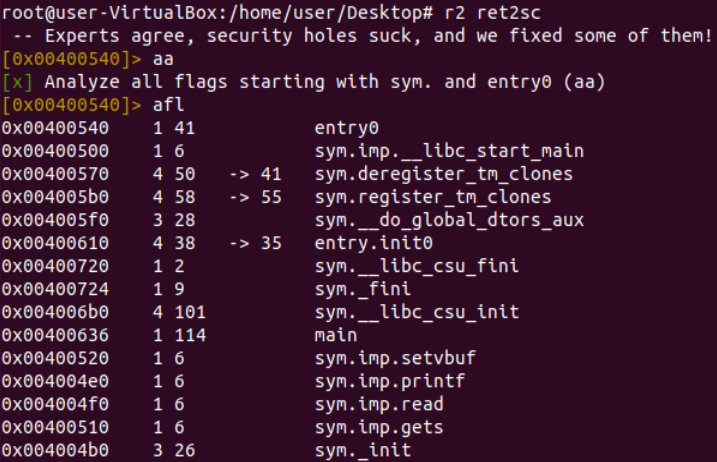 root@user-VirtualBox:/home/user/Desktop# r2 ret2sc
 -- Experts agree, security holes suck, and we fixed some of them!
[0x00400540]> aa
[x] Analyze all flags starting with sym. and entry0 (aa)
[0x00400540]> afl
0x00400540    1 41           entry0
0x00400500    1 6            sym.imp.__libc_start_main
0x00400570    4 50   -> 41   sym.deregister_tm_clones
0x004005b0    4 58   -> 55   sym.register_tm_clones
0x004005f0    3 28           sym.__do_global_dtors_aux
0x00400610    4 38   -> 35   entry.init0
0x00400720    1 2            sym.__libc_csu_fini
0x00400724    1 9            sym._fini
0x004006b0    4 101          sym.__libc_csu_init
0x00400636    1 114          main
0x00400520    1 6            sym.imp.setvbuf
0x004004e0    1 6            sym.imp.printf
0x004004f0    1 6            sym.imp.read
0x00400510    1 6            sym.imp.gets
0x004004b0    3 26           sym._init